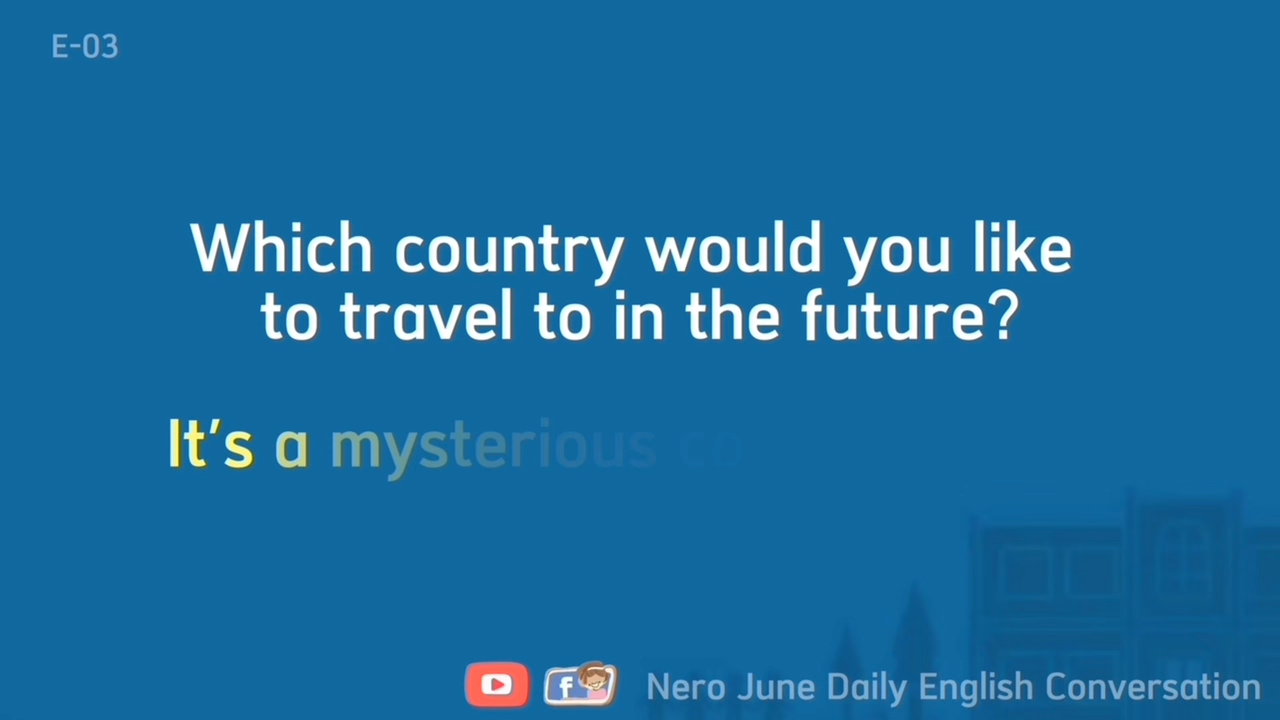 E-03
Which country would you like
to travel to in the future?
It's a mysterious co
Nero June Daily English Conversation